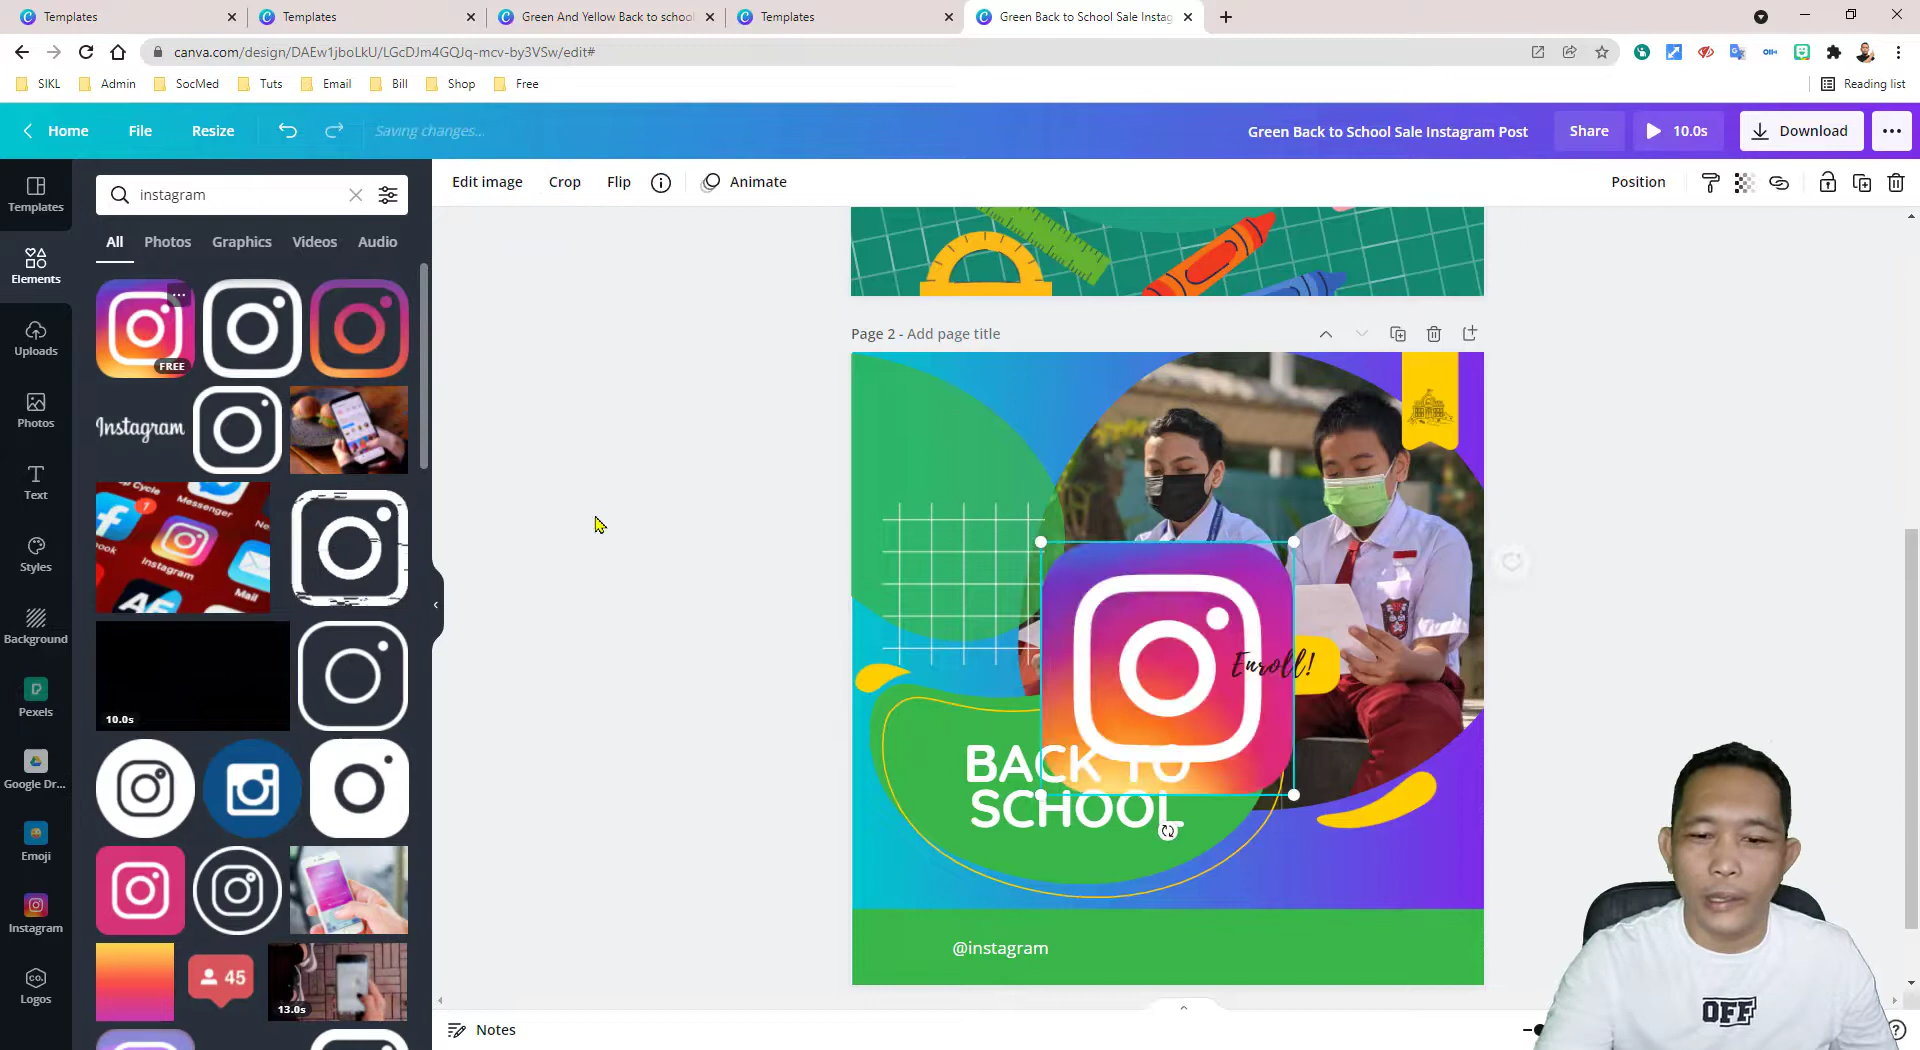 Templates
Templates
Green And Yellow Back to schoo
Templates
Green Back to School Sale Instag
canva.com/design/DAEw1jboLkU/LGcDJm4GQJq-mcv-by3VSw/edit#
SIKL
Admin
SocMed
Tuts
Email
Bill
Shop
Free
Reading list
Home
File
Resize
Saving changes...
Green Back to School Sale Instagram Post
Share
10.0s
Download
Templates
Elements
Uploads
Photos
Text
Styles
Background
Pexels
Google Dr...
Emoji
Instagram
Logos
instagram
All
Photos
Graphics
Videos
Audio
FREE
Instagram
Messenger
Instagram
Mail
10.0s
45
13.0s
Edit image
Crop
Flip
Animate
Position
Page 2 - Add page title
Enroll!
BACK TO
SCHOOL
@instagram
Notes
OFF